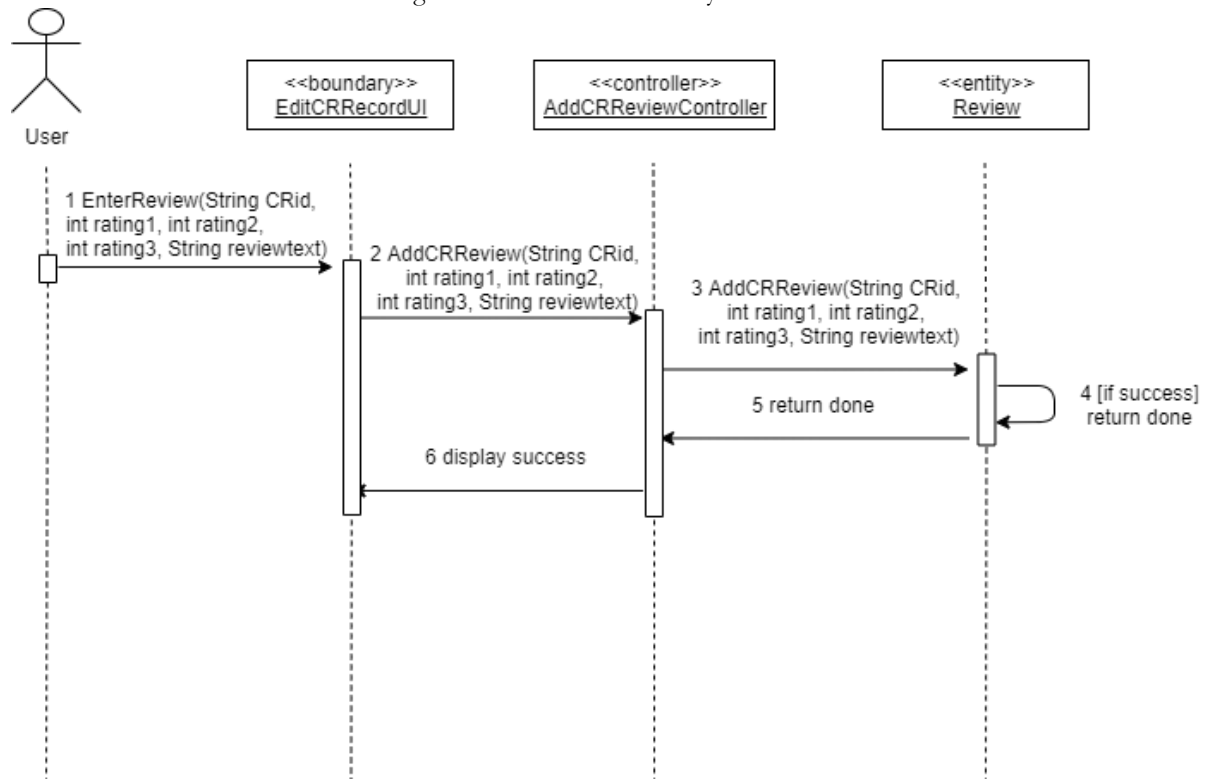 <<boundary>>
EditCRRecordUI
<<controller>>
AddCRReviewController
<<entity>>
Review
User
1 EnterReview(String CRid,
int rating1, int rating2,
int rating3, String reviewtext)
2 AddCRReview(String CRid,
int rating1, int rating2,
int rating3, String reviewtext)
3 AddCRReview(String CRid,
int rating1, int rating2,
int rating3, String reviewtext)
4 [if success]
return done
5 return done
6 display success